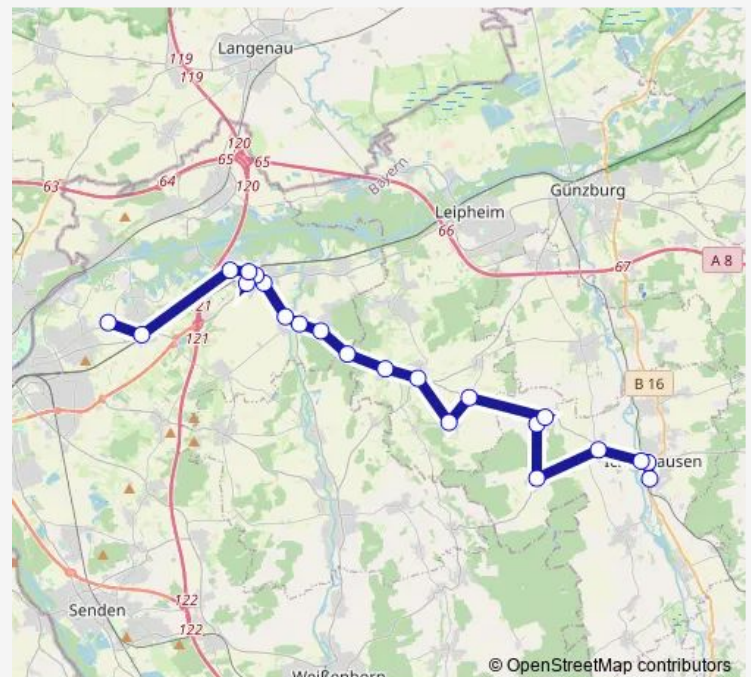 Langenau
119
119
120
65
65
63
64
120
Bayern
Günzburg
Leipheim
66
67
A 8
21
121
B 16
ausen
122
Senden
122
Weißenhorn
© OpenStreetMap contributors